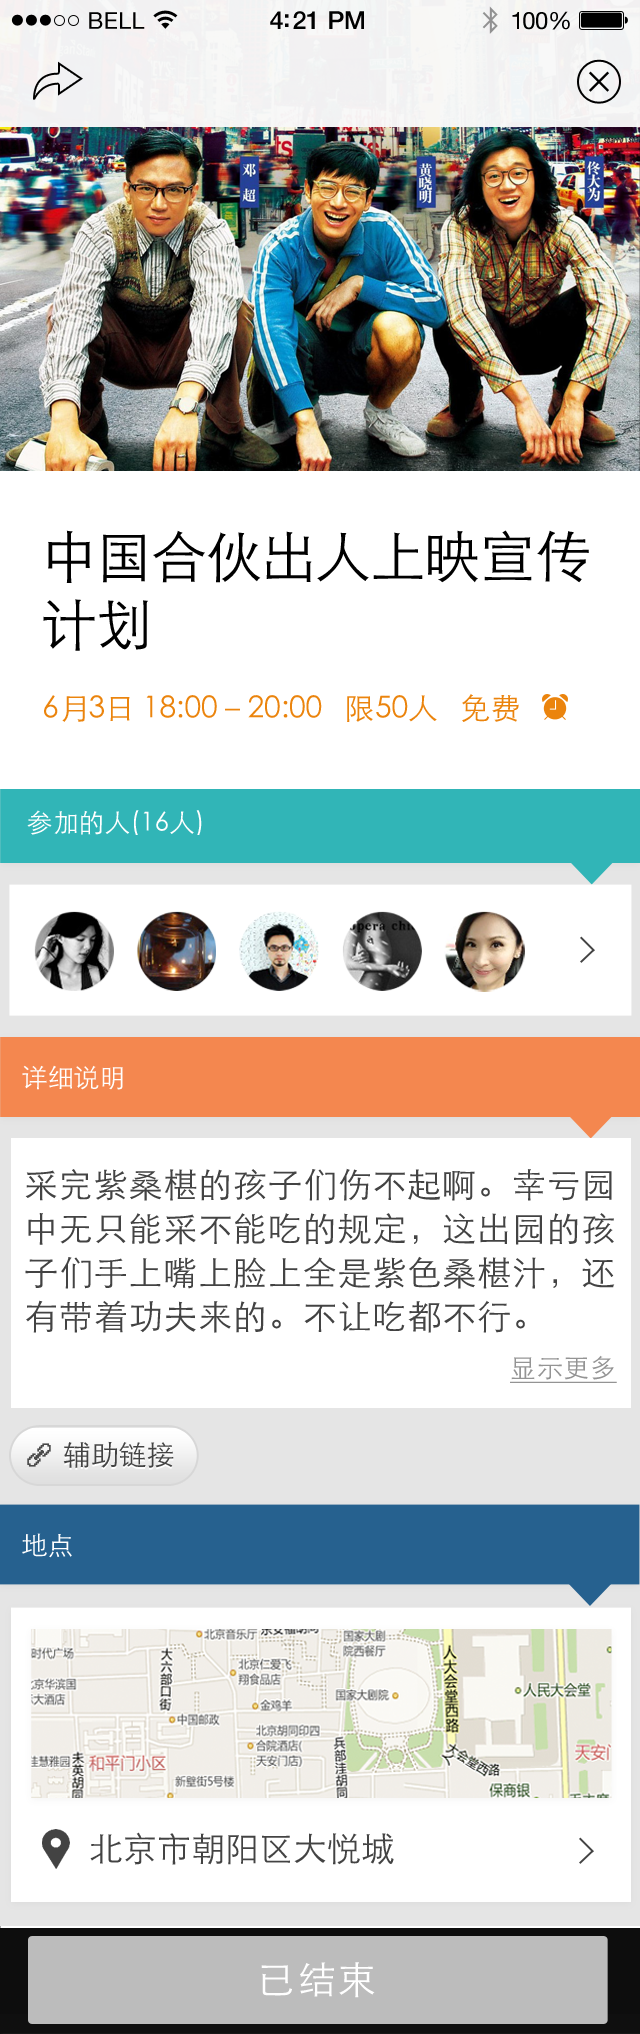 BELL 4:21 PM 100%
邓超
黄晓明
佟大为
中国合伙出人上映宣传
计划
6月3日 18:00 – 20:00 限50人 免费
参加的人(16人)
pera chi
详细说明
采完紫桑椹的孩子们伤不起啊。幸亏园
中无只能采不能吃的规定，这出园的孩
子们手上嘴上脸上全是紫色桑椹汁，还
有带着功夫来的。不让吃都不行。
显示更多
辅助链接
地点
北京音乐厅
国家大剧
院西餐厅
时代广场
大六部口街
北京仁爱飞
翔食品店
人大会堂西路
京华滨国
大酒店
金鸡羊
国家大剧院
人民大会堂
中国邮政
北京胡同印四
合院酒店(
天安门店)
兵部洼胡同
大会堂西路
天安门
佳慧雅园
未英胡同
和平门小区
新壁街5号楼
保商银
北京市朝阳区大悦城
已结束